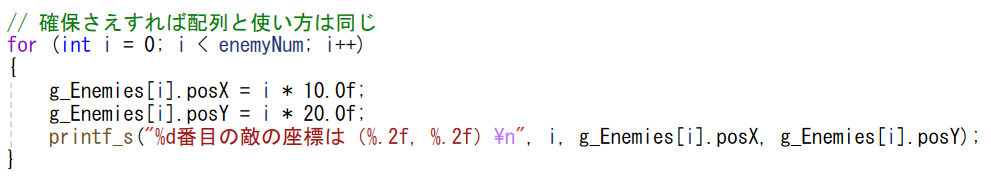 // 確保さえすれば配列と使い方は同じ
for (int i = 0; i < enemyNum; i++)
{
    g_Enemies[i].posX = i * 10.0f;
    g_Enemies[i].posY = i * 20.0f;
    printf_s("%d番目の敵の座標は (%.2f, %.2f) ¥n", i, g_Enemies[i].posX, g_Enemies[i].posY);
}